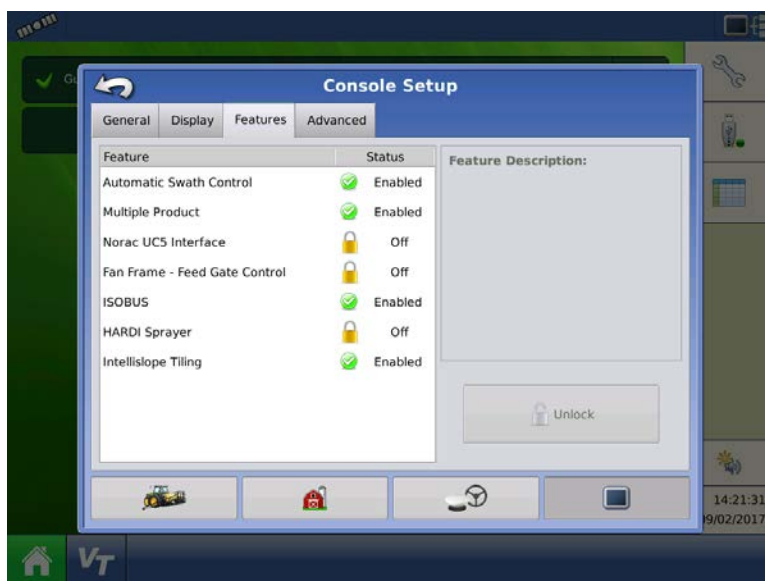 Gu
Console Setup
General Display Features Advanced
Feature Status
Automatic Swath Control Enabled
Multiple Product Enabled
Norac UC5 Interface Off
Fan Frame - Feed Gate Control Off
ISOBUS Enabled
HARDI Sprayer Off
Intellislope Tiling Enabled
Feature Description:
Unlock
14:21:31
9/02/2017
VT